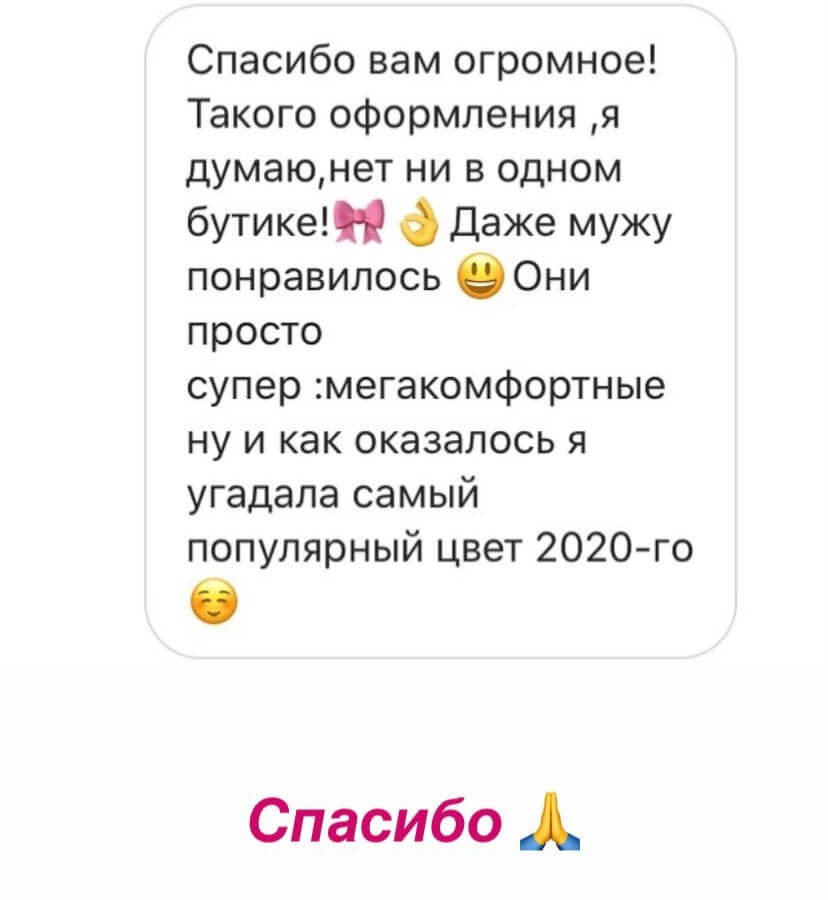 Спасибо вам огромное!
Такого оформления ,я
думаю,нет ни в одном
бутике!🎀👌Даже мужу
понравилось 😃Они
просто
супер :мегакомфортные
ну и как оказалось я
угадала самый
популярный цвет 2020-го
☺️
Спасибо 🙏